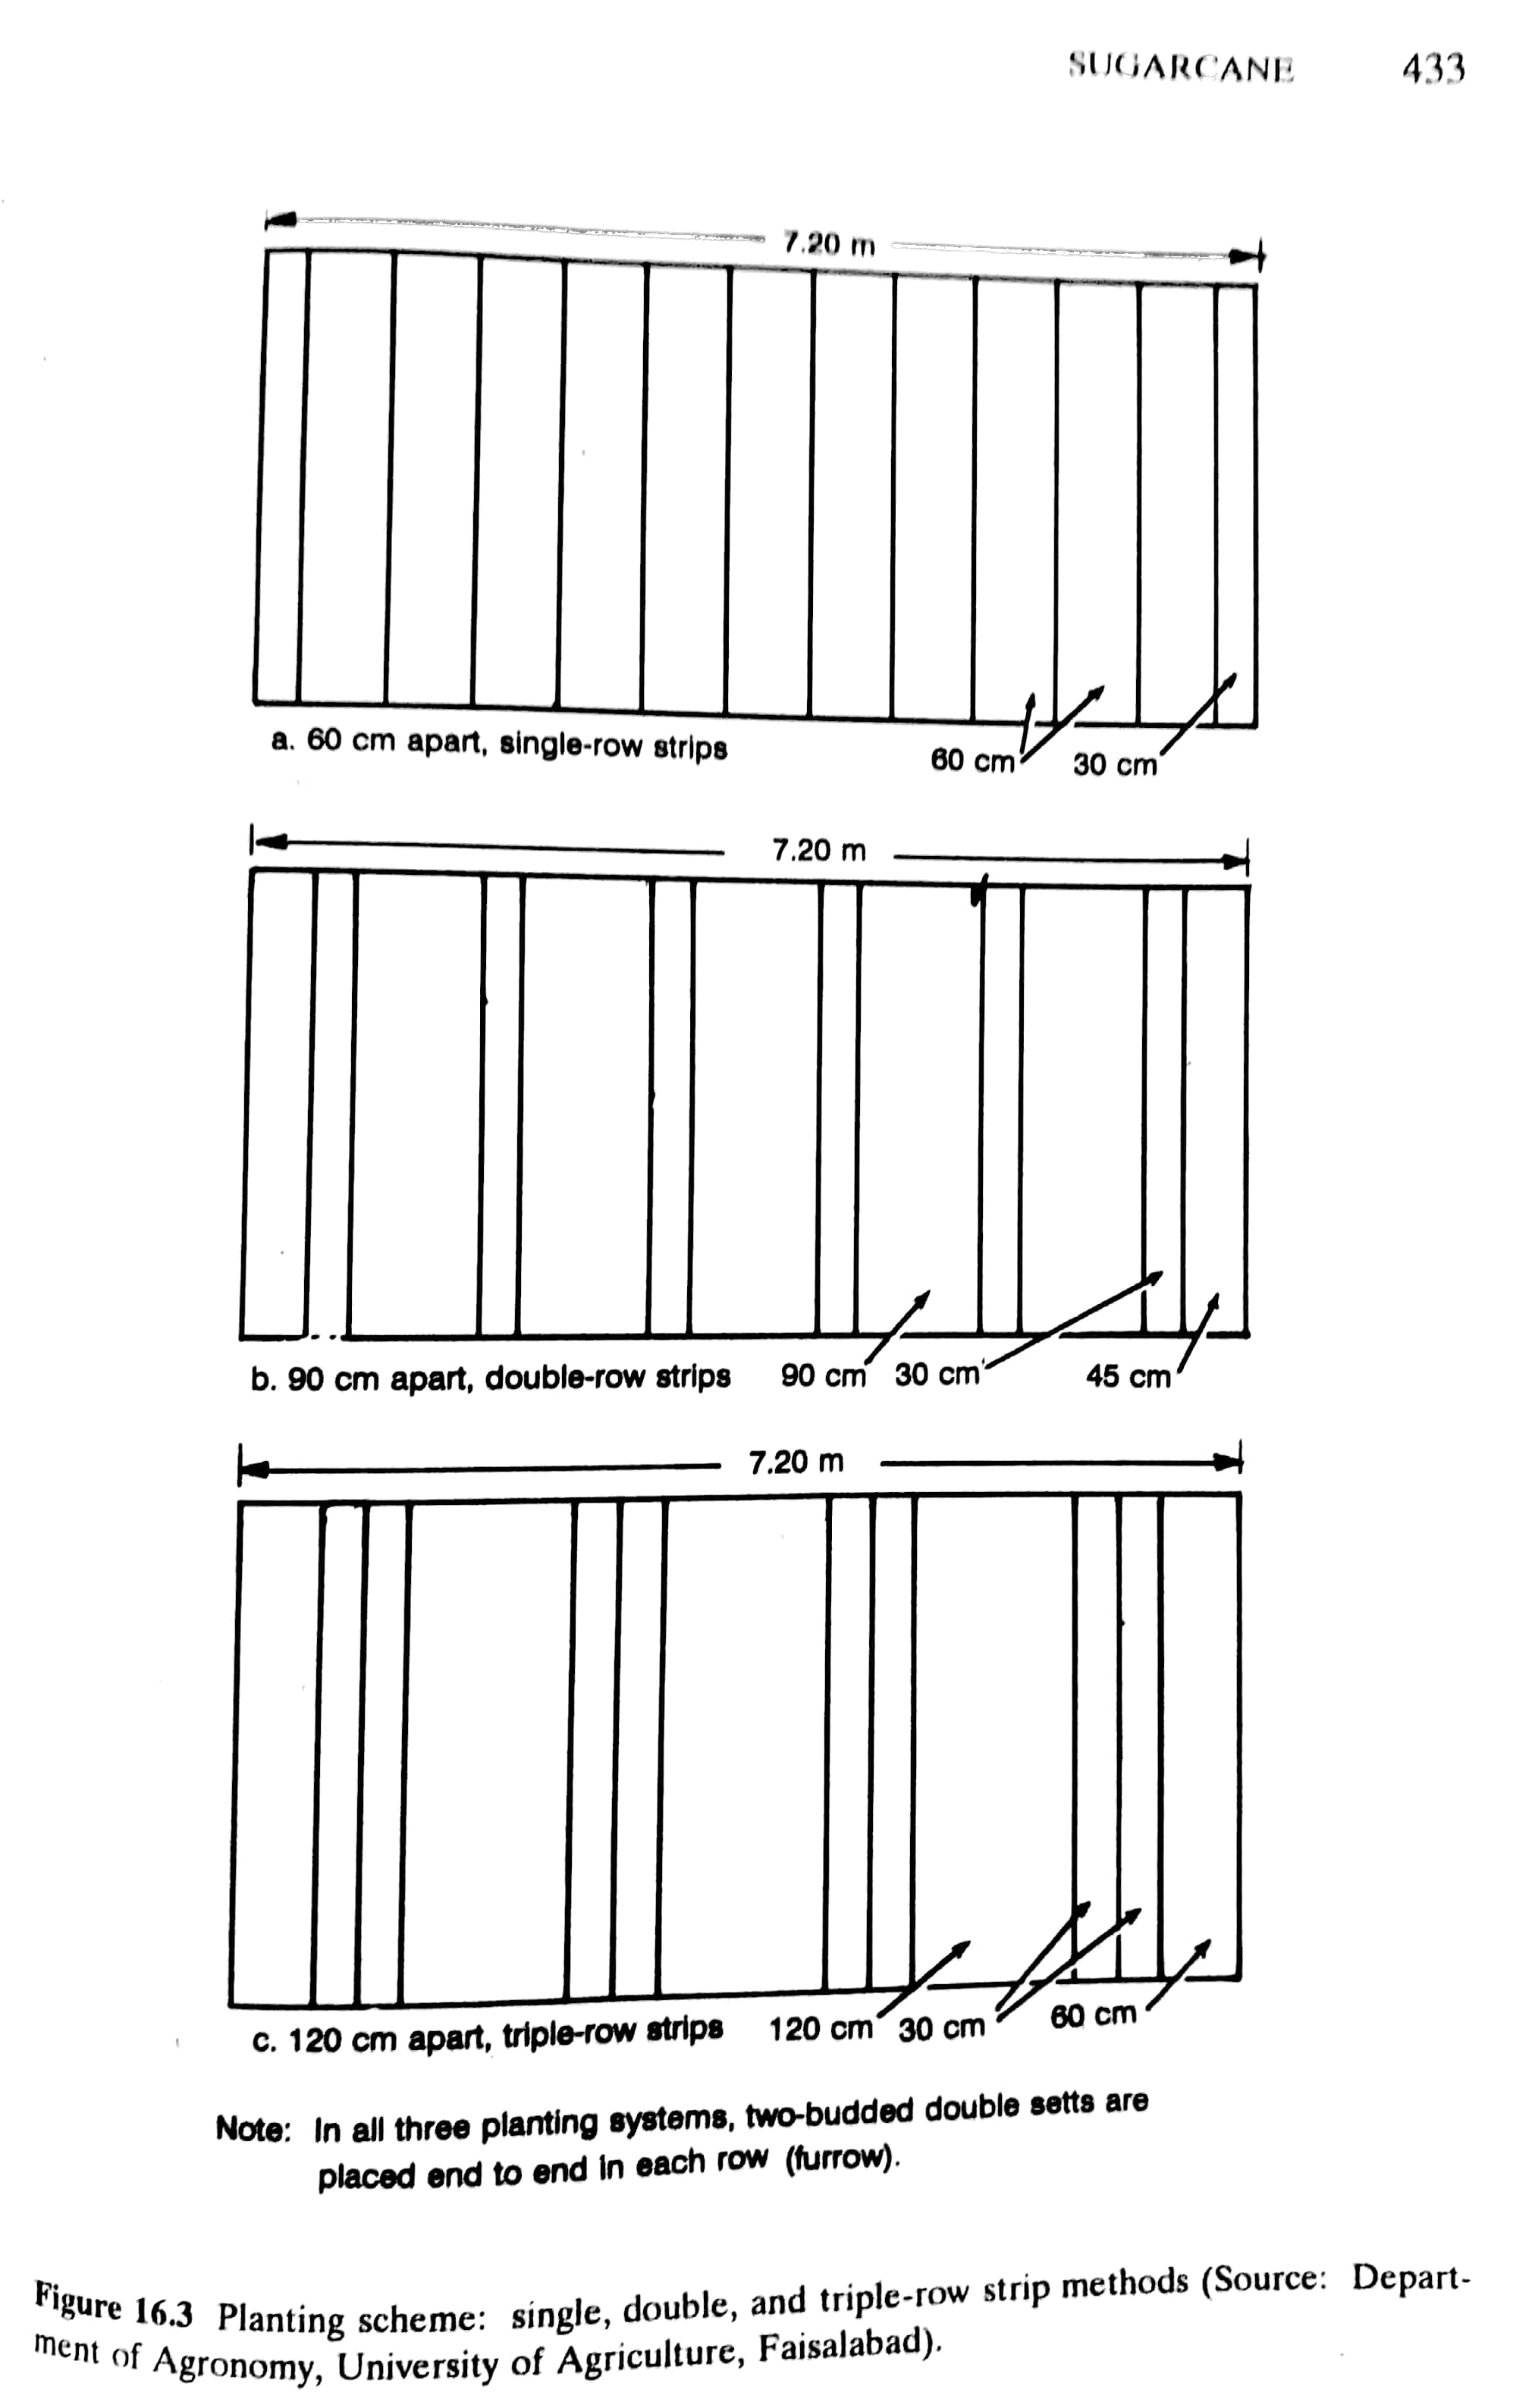 SUGARCANE 433
7.20 m
a. 60 cm apart, single-row strips 60 cm 30 cm
7.20 m
b. 90 cm apart, double-row strips 90 cm 30 cm 45 cm
7.20 m
c. 120 cm apart, triple-row strips 120 cm 30 cm 60 cm
Note: In all three planting systems, two-budded double setts are
placed end to end in each row (furrow).
Figure 16.3 Planting scheme: single, double, and triple-row strip methods (Source: Depart-
ment of Agronomy, University of Agriculture, Faisalabad).